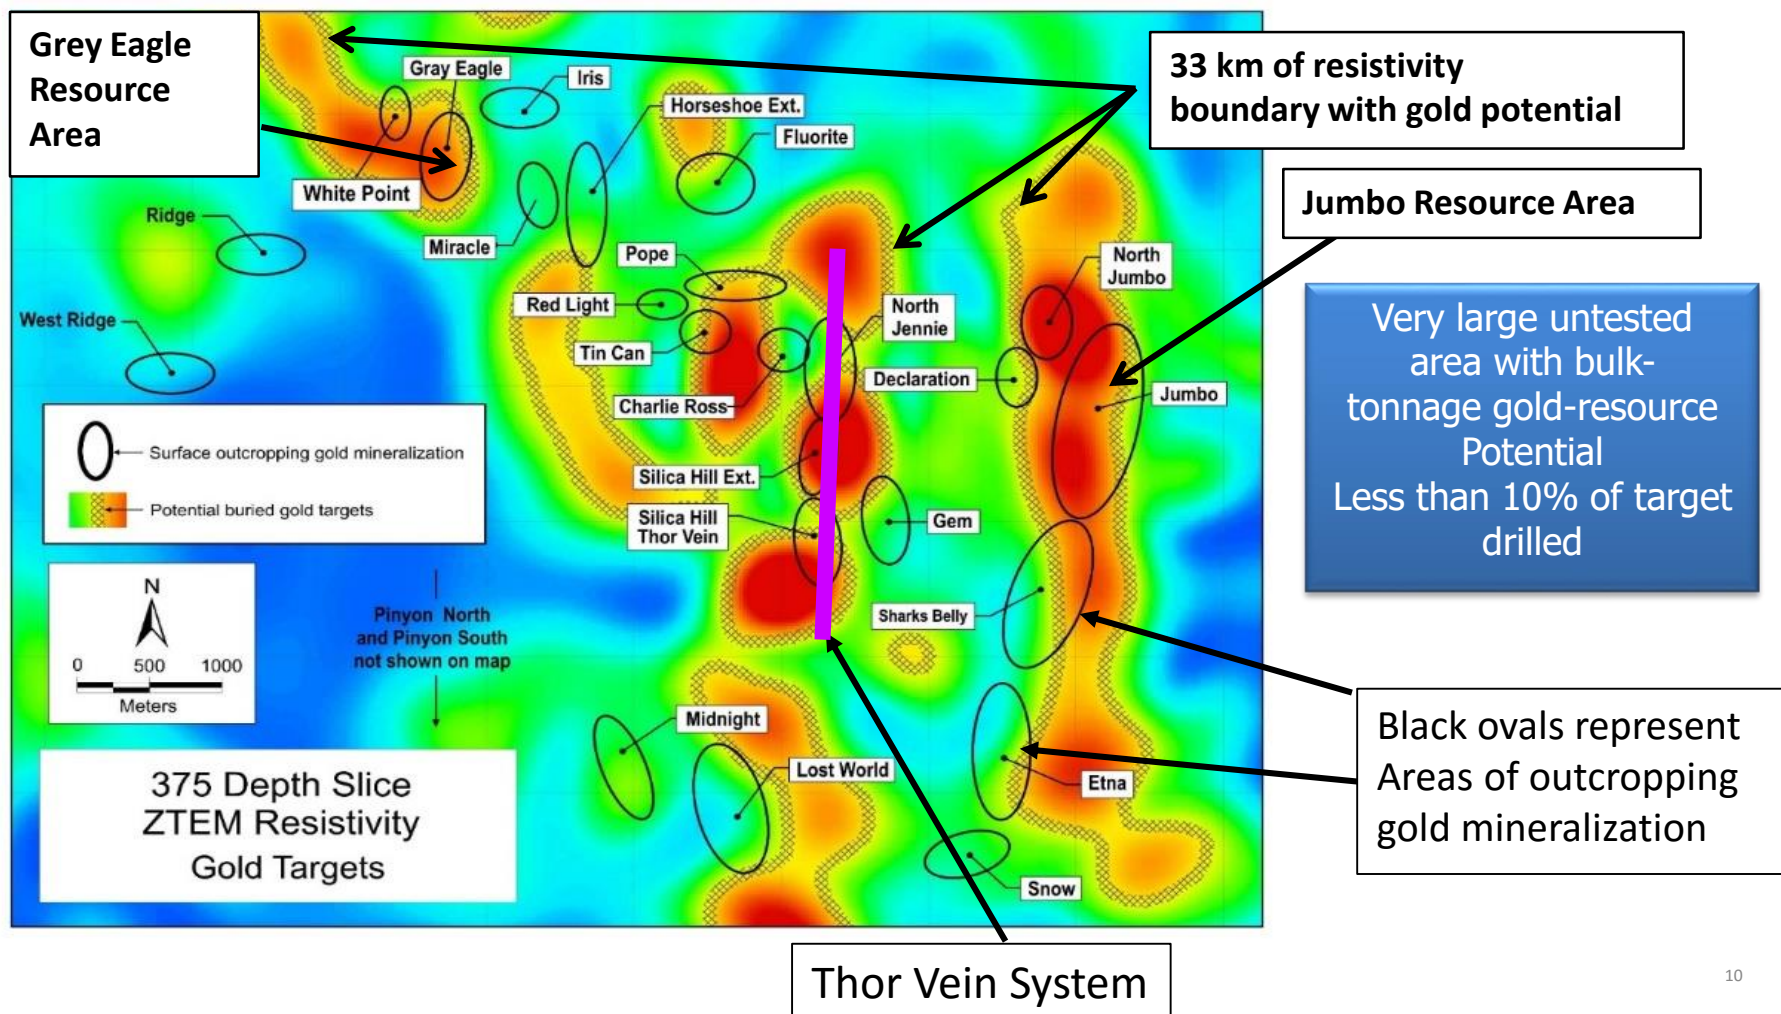 Grey Eagle
Resource
Area
33 km of resistivity
boundary with gold potential
Jumbo Resource Area
Very large untested
area with bulk-
tonnage gold-resource
Potential
Less than 10% of target
drilled
Gray Eagle
Iris
Horseshoe Ext.
Fluorite
White Point
Ridge
Miracle
Pope
North
Jumbo
Red Light
North
Jennie
West Ridge
Tin Can
Declaration
Jumbo
Charlie Ross
Surface outcropping gold mineralization
Silica Hill Ext.
Potential buried gold targets
Silica Hill
Thor Vein
Gem
N
0 500 1000
Meters
Pinyon North
and Pinyon South
not shown on map
Sharks Belly
Midnight
Lost World
Etna
Snow
375 Depth Slice
ZTEM Resistivity
Gold Targets
Black ovals represent
Areas of outcropping
gold mineralization
Thor Vein System
10